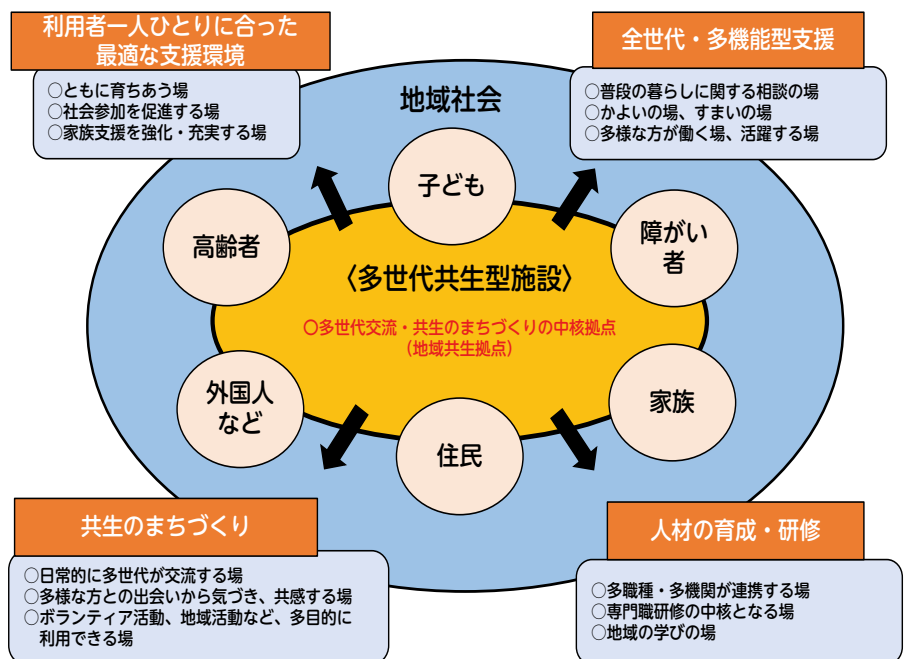 利用者一人ひとりに合った
最適な支援環境
○ともに育ちあう場
○社会参加を促進する場
○家族支援を強化・充実する場
全世代・多機能型支援
○普段の暮らしに関する相談の場
○かよいの場、すまいの場
○多様な方が働く場、活躍する場
地域社会
子ども
高齢者
障がい
者
〈多世代共生型施設〉
○多世代交流・共生のまちづくりの中核拠点
(地域共生拠点)
外国人
など
家族
住民
共生のまちづくり
○日常的に多世代が交流する場
○多様な方との出会いから気づき、共感する場
○ボランティア活動、地域活動など、多目的に
利用できる場
人材の育成・研修
○多職種・多機関が連携する場
○専門職研修の中核となる場
○地域の学びの場